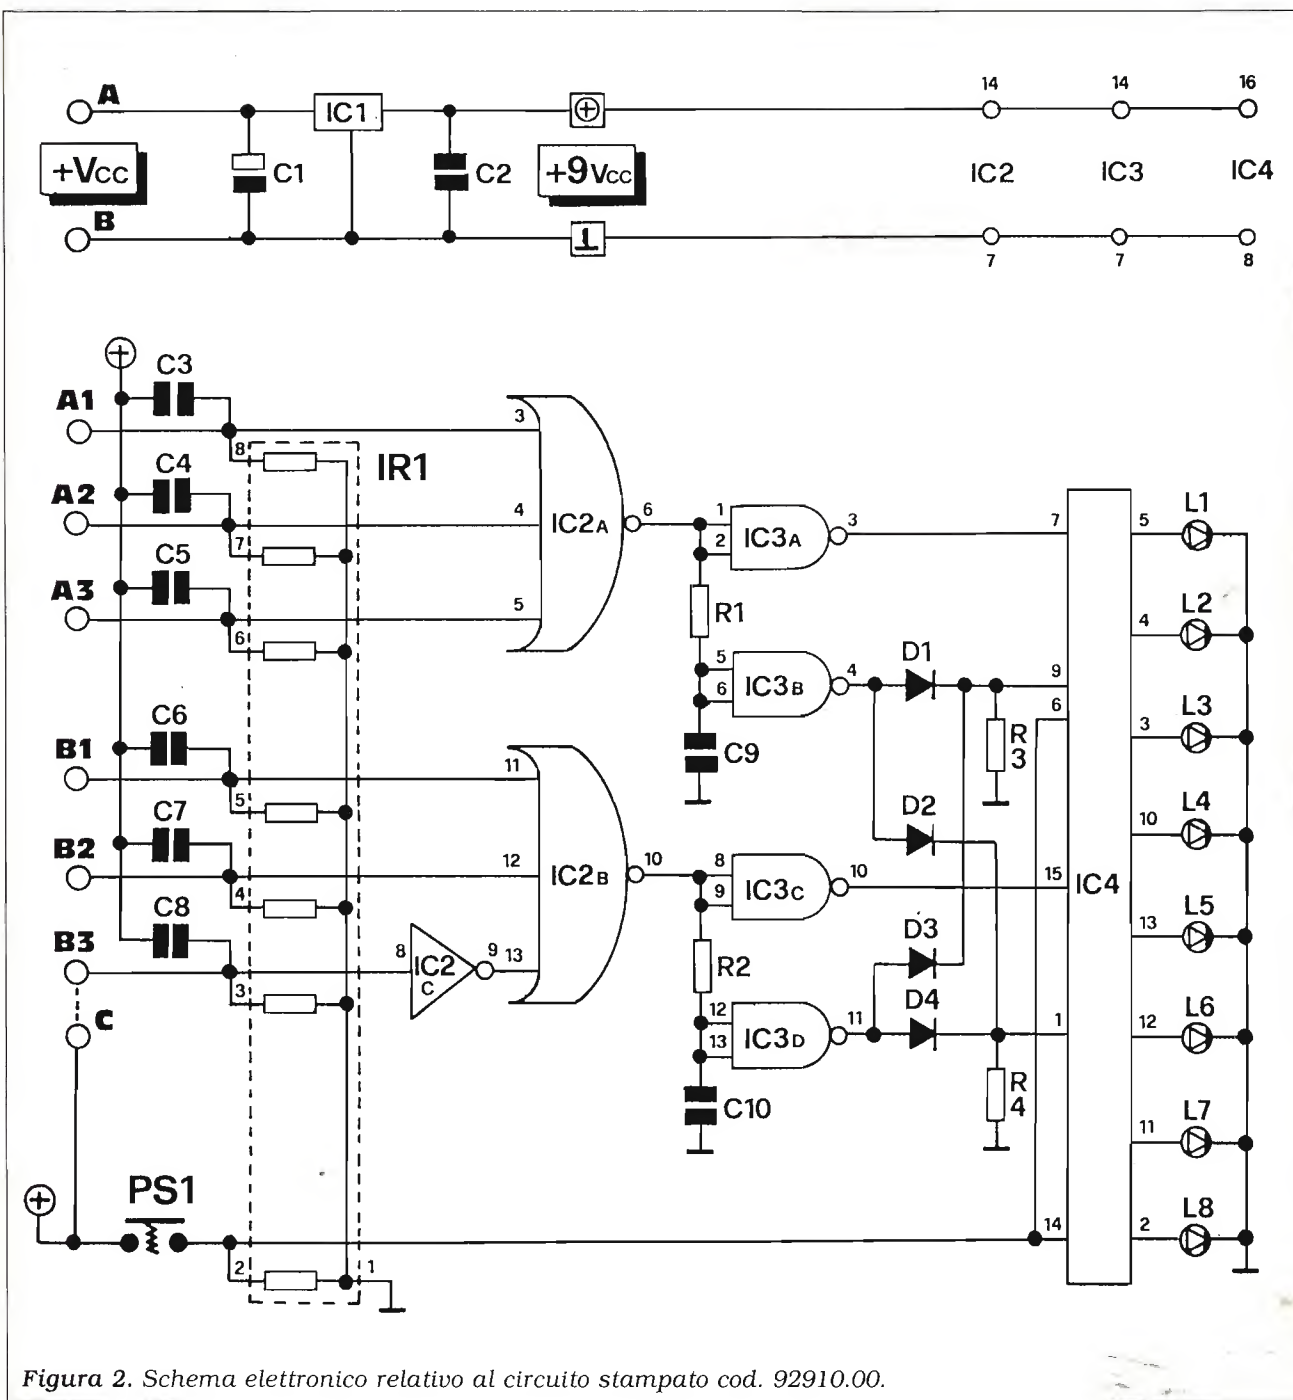 A
IC1
14
14
16
+VCC
C1
C2
+9VCC
IC2
IC3
IC4
B
7
7
8
C3
A1
3
8
IR1
C4
A2
4
IC2A
6
1
2
IC3A
3
7
5
L1
7
C5
A3
5
R1
4
L2
6
5
6
IC3B
4
D1
9
6
C6
3
L3
B1
11
C9
R
3
5
C7
D2
10
L4
B2
12
IC2B
10
8
9
IC3C
10
15
IC4
4
C8
D3
13
L5
B3
8
IC2
C
9
13
R2
3
D4
C
12
13
IC3D
11
1
12
L6
C10
R
4
11
L7
PS1
14
2
L8
2
1
Figura 2. Schema elettronico relativo al circuito stampato cod. 92910.00.